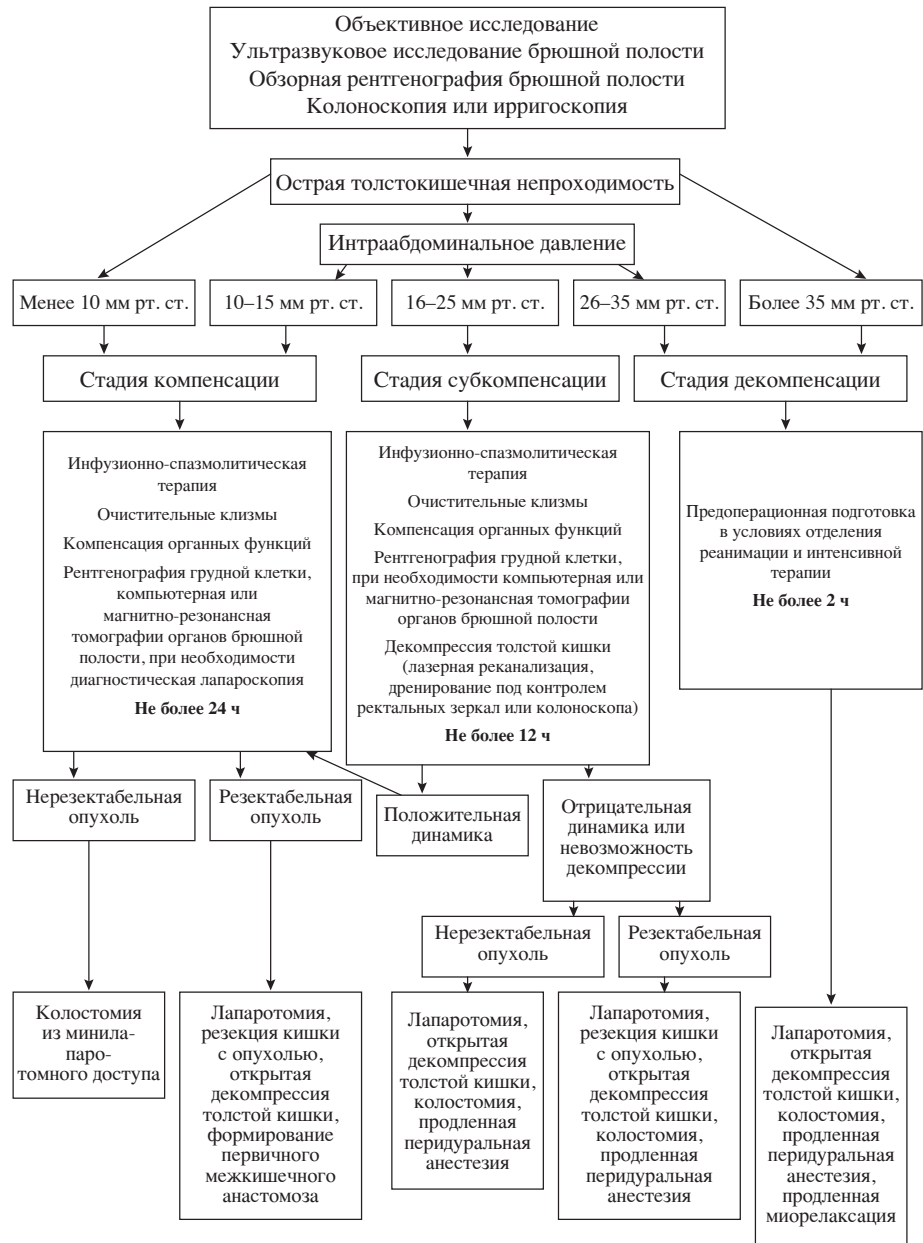 Объективное исследование
Ультразвуковое исследование брюшной полости
Обзорная рентгенография брюшной полости
Колоноскопия или ирригоскопия
Острая толстокишечная непроходимость
Интраабдоминальное давление
Менее 10 мм рт. ст.
10–15 мм рт. ст.
16–25 мм рт. ст.
26–35 мм рт. ст.
Более 35 мм рт. ст.
Стадия компенсации
Стадия субкомпенсации
Стадия декомпенсации
Инфузионно-спазмолитическая
терапия
Очистительные клизмы
Компенсация органных функций
Рентгенография грудной клетки,
компьютерная или
магнитно-резонансная
томографии органов брюшной
полости, при необходимости
диагностическая лапароскопия
Не более 24 ч
Инфузионно-спазмолитическая
терапия
Очистительные клизмы
Компенсация органных функций
Рентгенография грудной клетки,
при необходимости компьютерная или
магнитно-резонансная томографии
органов брюшной полости
Декомпрессия толстой кишки
(лазерная реканализация,
дренирование под контролем
ректальных зеркал или колоноскопа)
Не более 12 ч
Предоперационная подготовка
в условиях отделения
реанимации и интенсивной
терапии
Не более 2 ч
Нерезектабельная
опухоль
Резектабельная
опухоль
Положительная
динамика
Отрицательная
динамика или
невозможность
декомпрессии
Нерезектабельная
опухоль
Резектабельная
опухоль
Колостомия
из минила-
паро-
томного доступа
Лапаротомия,
резекция кишки
с опухолью,
открытая
декомпрессия
толстой кишки,
формирование
первичного
межкишечного
анастомоза
Лапаротомия,
открытая
декомпрессия
толстой кишки,
колостомия,
продленная
перидуральная
анестезия
Лапаротомия,
резекция кишки
с опухолью,
открытая
декомпрессия
толстой кишки,
колостомия,
продленная
перидуральная
анестезия
Лапаротомия,
открытая
декомпрессия
толстой кишки,
колостомия,
продленная
перидуральная
анестезия,
продленная
миорелаксация